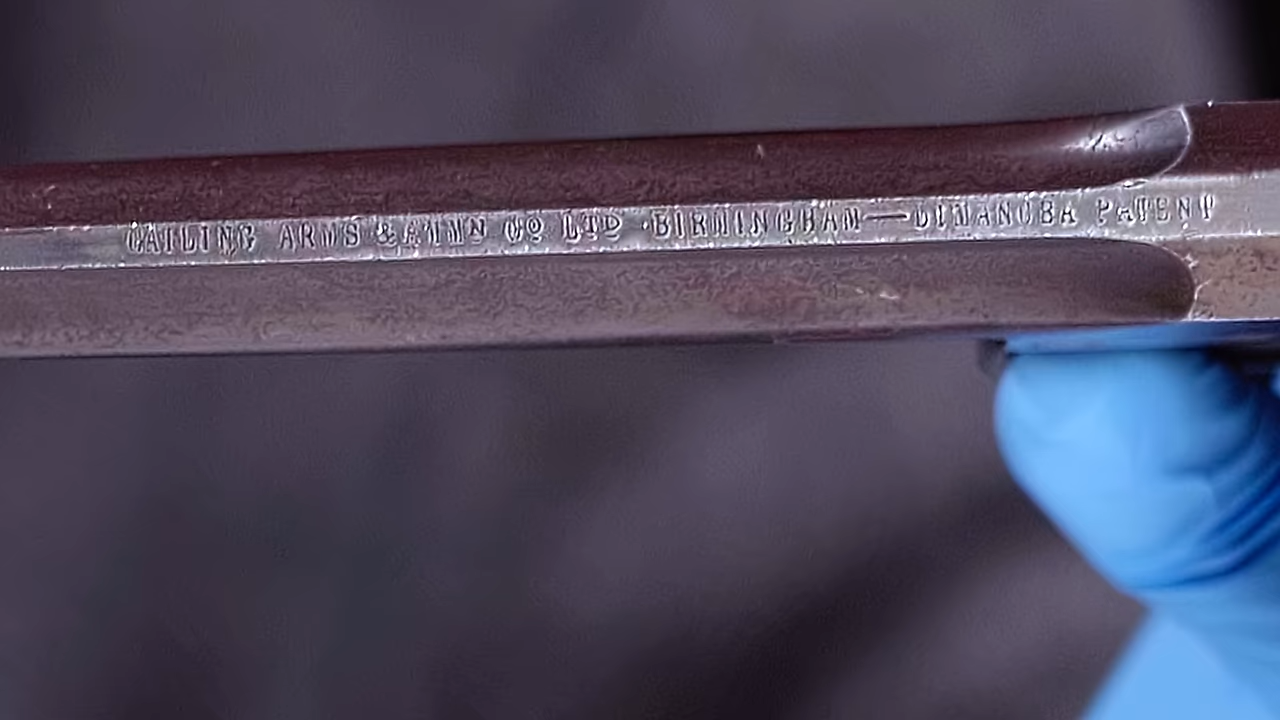 GATLING ARMS & AMMN CO LTD · BIRMINGHAM — DIMANCEA PATENT